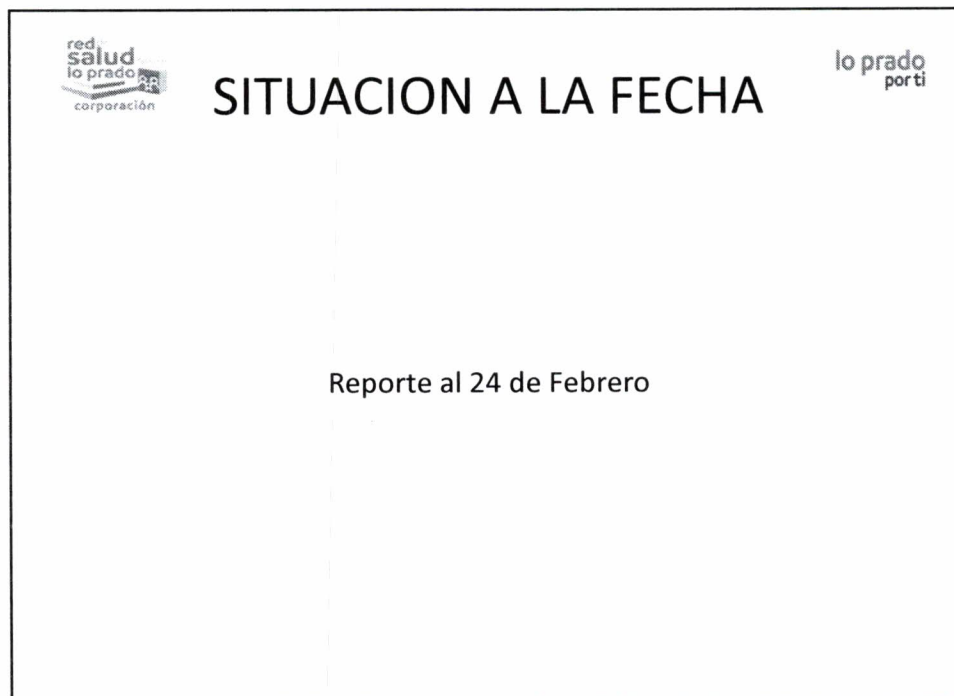 red
salud
lo prado
corporación
SITUACION A LA FECHA
lo prado
por ti
Reporte al 24 de Febrero